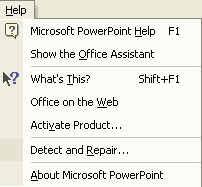 Help
Microsoft PowerPoint Help F1
Show the Office Assistant
What's This? Shift+F1
Office on the Web
Activate Product...
Detect and Repair...
About Microsoft PowerPoint